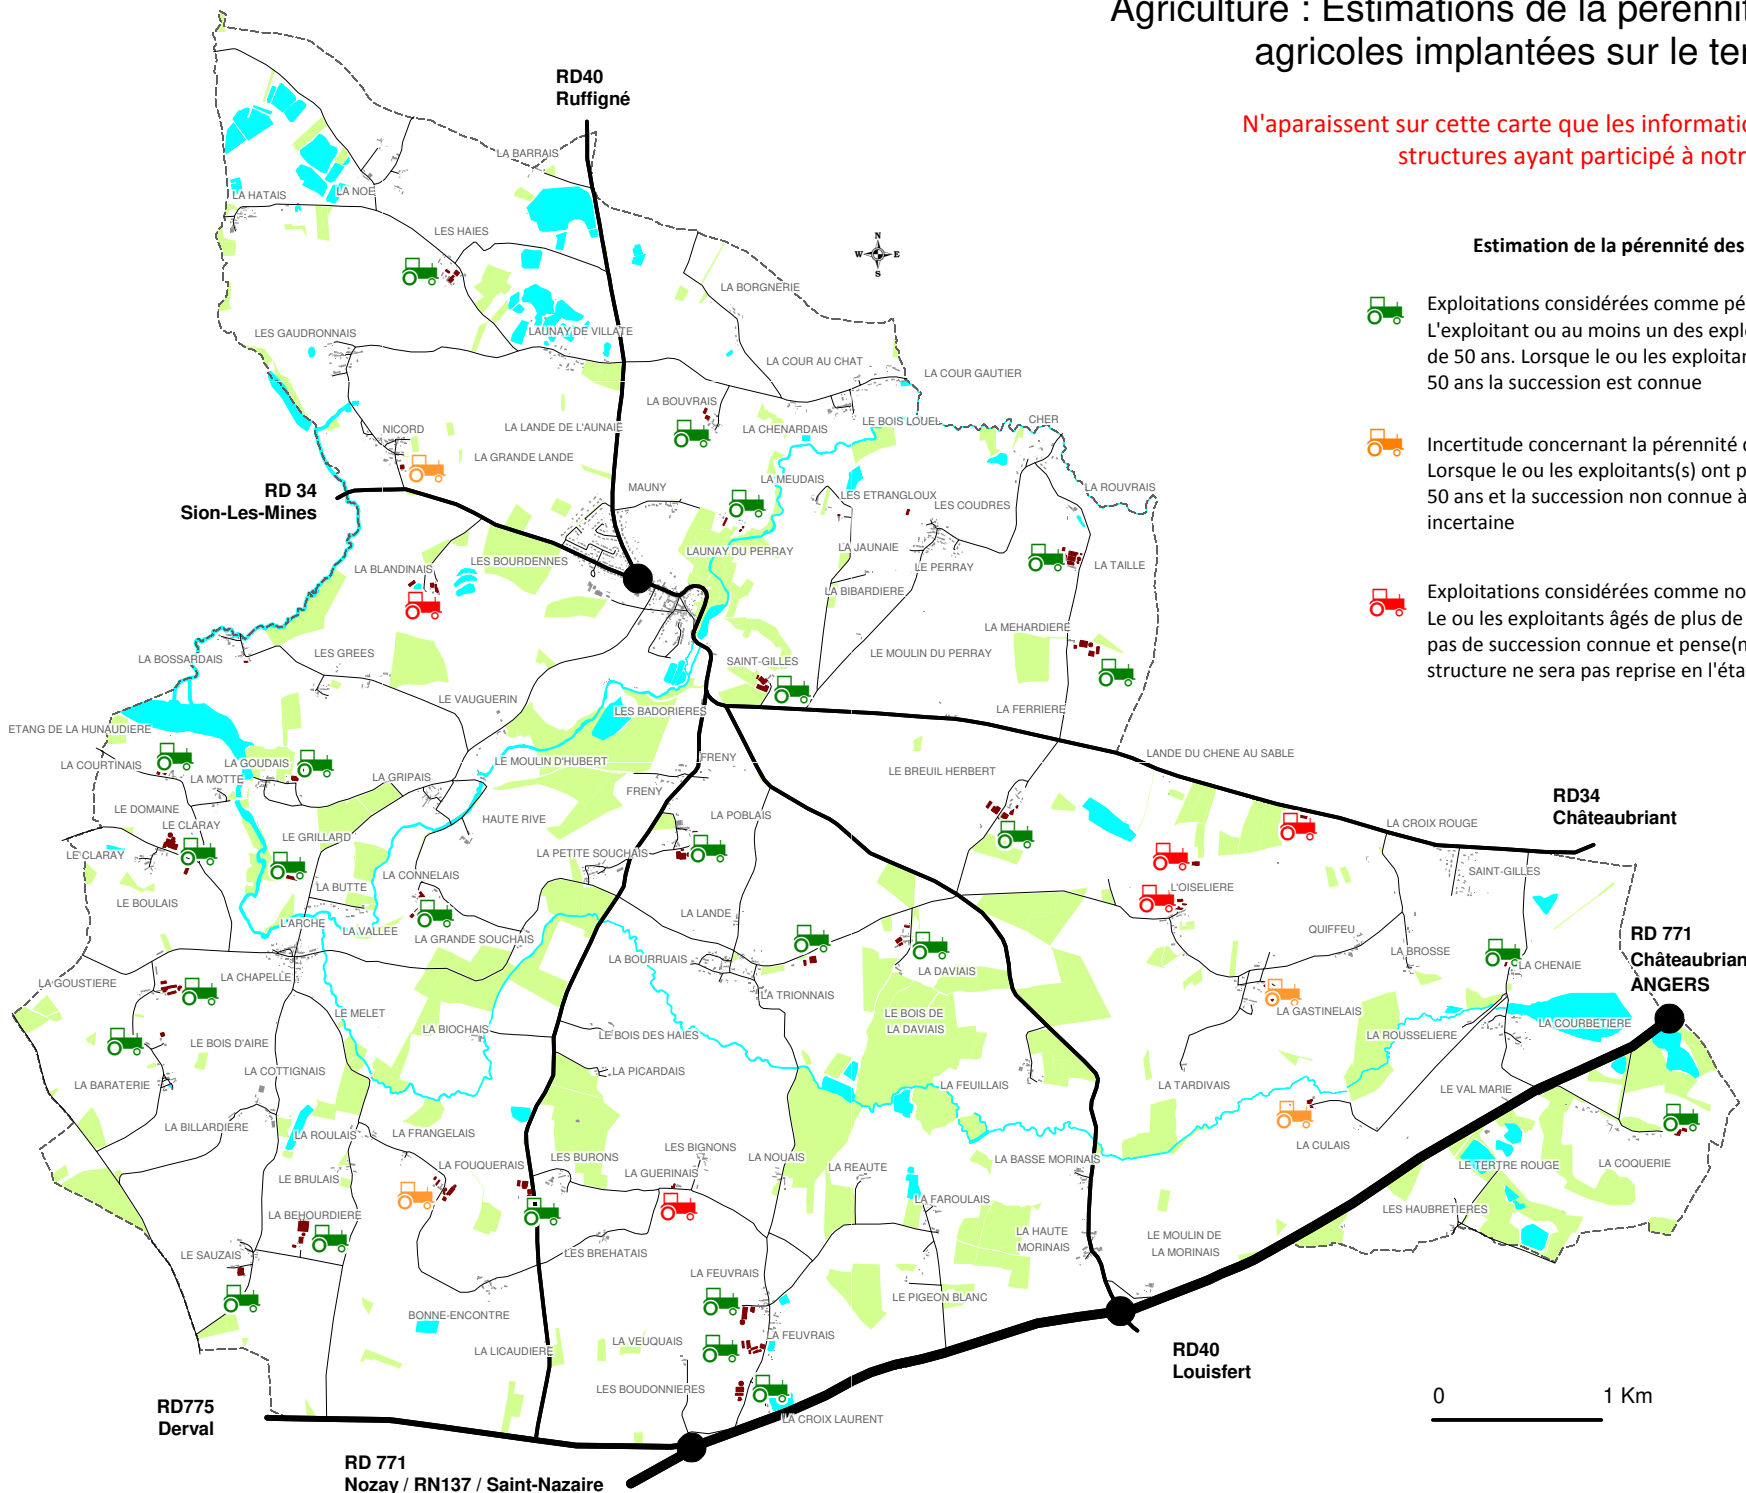 Agriculture : Estimations de la pérennit
agricoles implantées sur le ter
N'aparaissent sur cette carte que les informatio
structures ayant participé à notr
Estimation de la pérennité des
Exploitations considérées comme pé
L'exploitant ou au moins un des expl
de 50 ans. Lorsque le ou les exploitar
50 ans la succession est connue
Incertitude concernant la pérennité d
Lorsque le ou les exploitants(s) ont p
50 ans et la succession non connue à
incertaine
Exploitations considérées comme no
Le ou les exploitants âgés de plus de
pas de succession connue et pense(n
structure ne sera pas reprise en l'éta
RD40
Ruffigné
LA BARRAIS
LA HATAIS
LA NOE
LES HAIES
N
W
E
S
LA BORGNERIE
LES GAUDRONNAIS
LAUNAY DE VILLATE
LA COUR AU CHAT
LA COUR GAUTIER
LA BOUVRAIS
NICORD
LA LANDE DE L'AUNAIE
LA CHENARDAIS
LE BOIS LOUEL
CHER
LA GRANDE LANDE
RD 34
Sion-Les-Mines
MAUNY
LA MEUDAIS
LES ETRANGLOUX
LES COUDRES
LA ROUVRAIS
LA BLANDINAIS
LES BOURDENNES
LAUNAY DU PERRAY
LA JAUNAIE
LE PERRAY
LA TAILLE
LA BIBARDIERE
LA BOSSARDAIS
LES GREES
LA MEHARDIERE
LE MOULIN DU PERRAY
SAINT-GILLES
LE VAUGUERIN
LES BADORIERES
LA FERRIERE
ETANG DE LA HUNAUDIERE
LA COURTINAIS
LA GOUDAIS
LA MOTTE
LA GRIPAIS
LE MOULIN D'HUBERT
FRENY
LANDE DU CHENE AU SABLE
LE BREUIL HERBERT
FRENY
LE DOMAINE
LE CLARAY
HAUTE RIVE
LA POBLAIS
RD34
Châteaubriant
LA CROIX ROUGE
LE CLARAY
LE GRILLARD
LA PETITE SOUCHAIS
LA BUTTE
LA CONNELAIS
L'OISELIERE
SAINT-GILLES
LE BOULAIS
L'ARCHE
LA VALLEE
LA GRANDE SOUCHAIS
LA LANDE
QUIFFEU
LA BROSSE
LA CHENAIE
RD 771
Châteaubrian
ANGERS
LA GOUSTIERE
LA CHAPELLE
LA BOURRUAIS
LA TRIONNAIS
LA DAVIAIS
LE MELET
LA BIOCHAIS
LE BOIS DES HAIES
LE BOIS DE
LA DAVIAIS
LA GASTINELAIS
LA ROUSSELIERE
LA COURBETIERE
LE BOIS D'AIRE
LA COTTIGNAIS
LA BARATERIE
LA PICARDAIS
LA FEUILLAIS
LA TARDIVAIS
LE VAL MARIE
LA BILLARDIERE
LA ROULAIS
LA FRANGELAIS
LA CULAIS
LES BURONS
LES BIGNONS
LA GUERINAIS
LA NOUAIS
LA REAUTE
LA BASSE MORINAIS
LE TERTRE ROUGE
LA COQUERIE
LE BRULAIS
LA FOUQUERAIS
LA BEHOURDIERE
LA FAROULAIS
LES HAUBRETIERES
LE SAUZAIS
LES BREHATAIS
LA HAUTE
MORINAIS
LE MOULIN DE
LA MORINAIS
LA FEUVRAIS
LE PIGEON BLANC
BONNE-ENCONTRE
LA LICAUDIERE
LA VEUQUAIS
LA FEUVRAIS
RD40
Louisfert
LES BOUDONNIERES
LA CROIX LAURENT
0
1 Km
RD775
Derval
RD 771
Nozay / RN137 / Saint-Nazaire